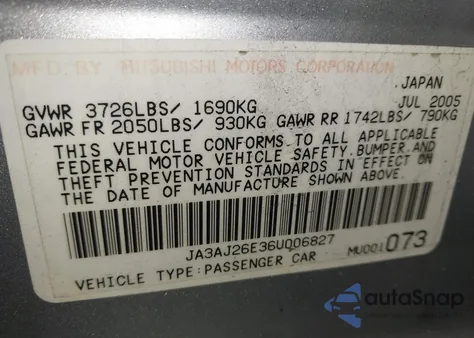 MFD. BY MITSUBISHI MOTORS CORPORATION
JAPAN
GVWR 3726LBS/ 1690KG JUL 2005
GAWR FR 2050LBS/ 930KG GAWR RR 1742LBS/ 790KG
THIS VEHICLE CONFORMS TO ALL APPLICABLE
FEDERAL MOTOR VEHICLE SAFETY, BUMPER, AND
THEFT PREVENTION STANDARDS IN EFFECT ON
THE DATE OF MANUFACTURE SHOWN ABOVE.
JA3AJ26E36U006827
VEHICLE TYPE:PASSENGER CAR MU001 073
autoSnap